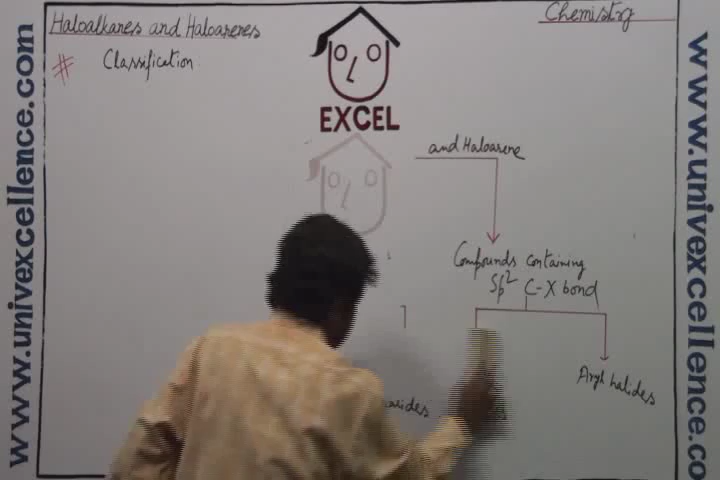 Haloalkanes and Haloarenes
Chemistry
# Classification
EXCEL
and Haloarene
Compounds containing
Sp² C-X bond
Aryl halides
www.univexcellence.com
www.univexcellence.com